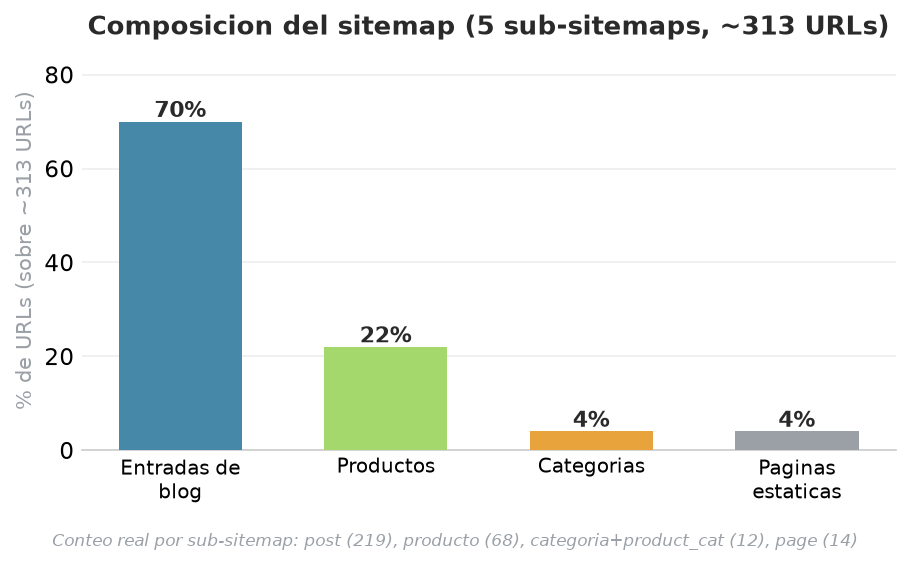 Composicion del sitemap (5 sub-sitemaps, ~313 URLs)
% de URLs (sobre ~313 URLs)
80
60
40
20
0
70%
22%
4%
4%
Entradas de
blog
Productos
Categorias
Paginas
estaticas
Conteo real por sub-sitemap: post (219), producto (68), categoria+product_cat (12), page (14)